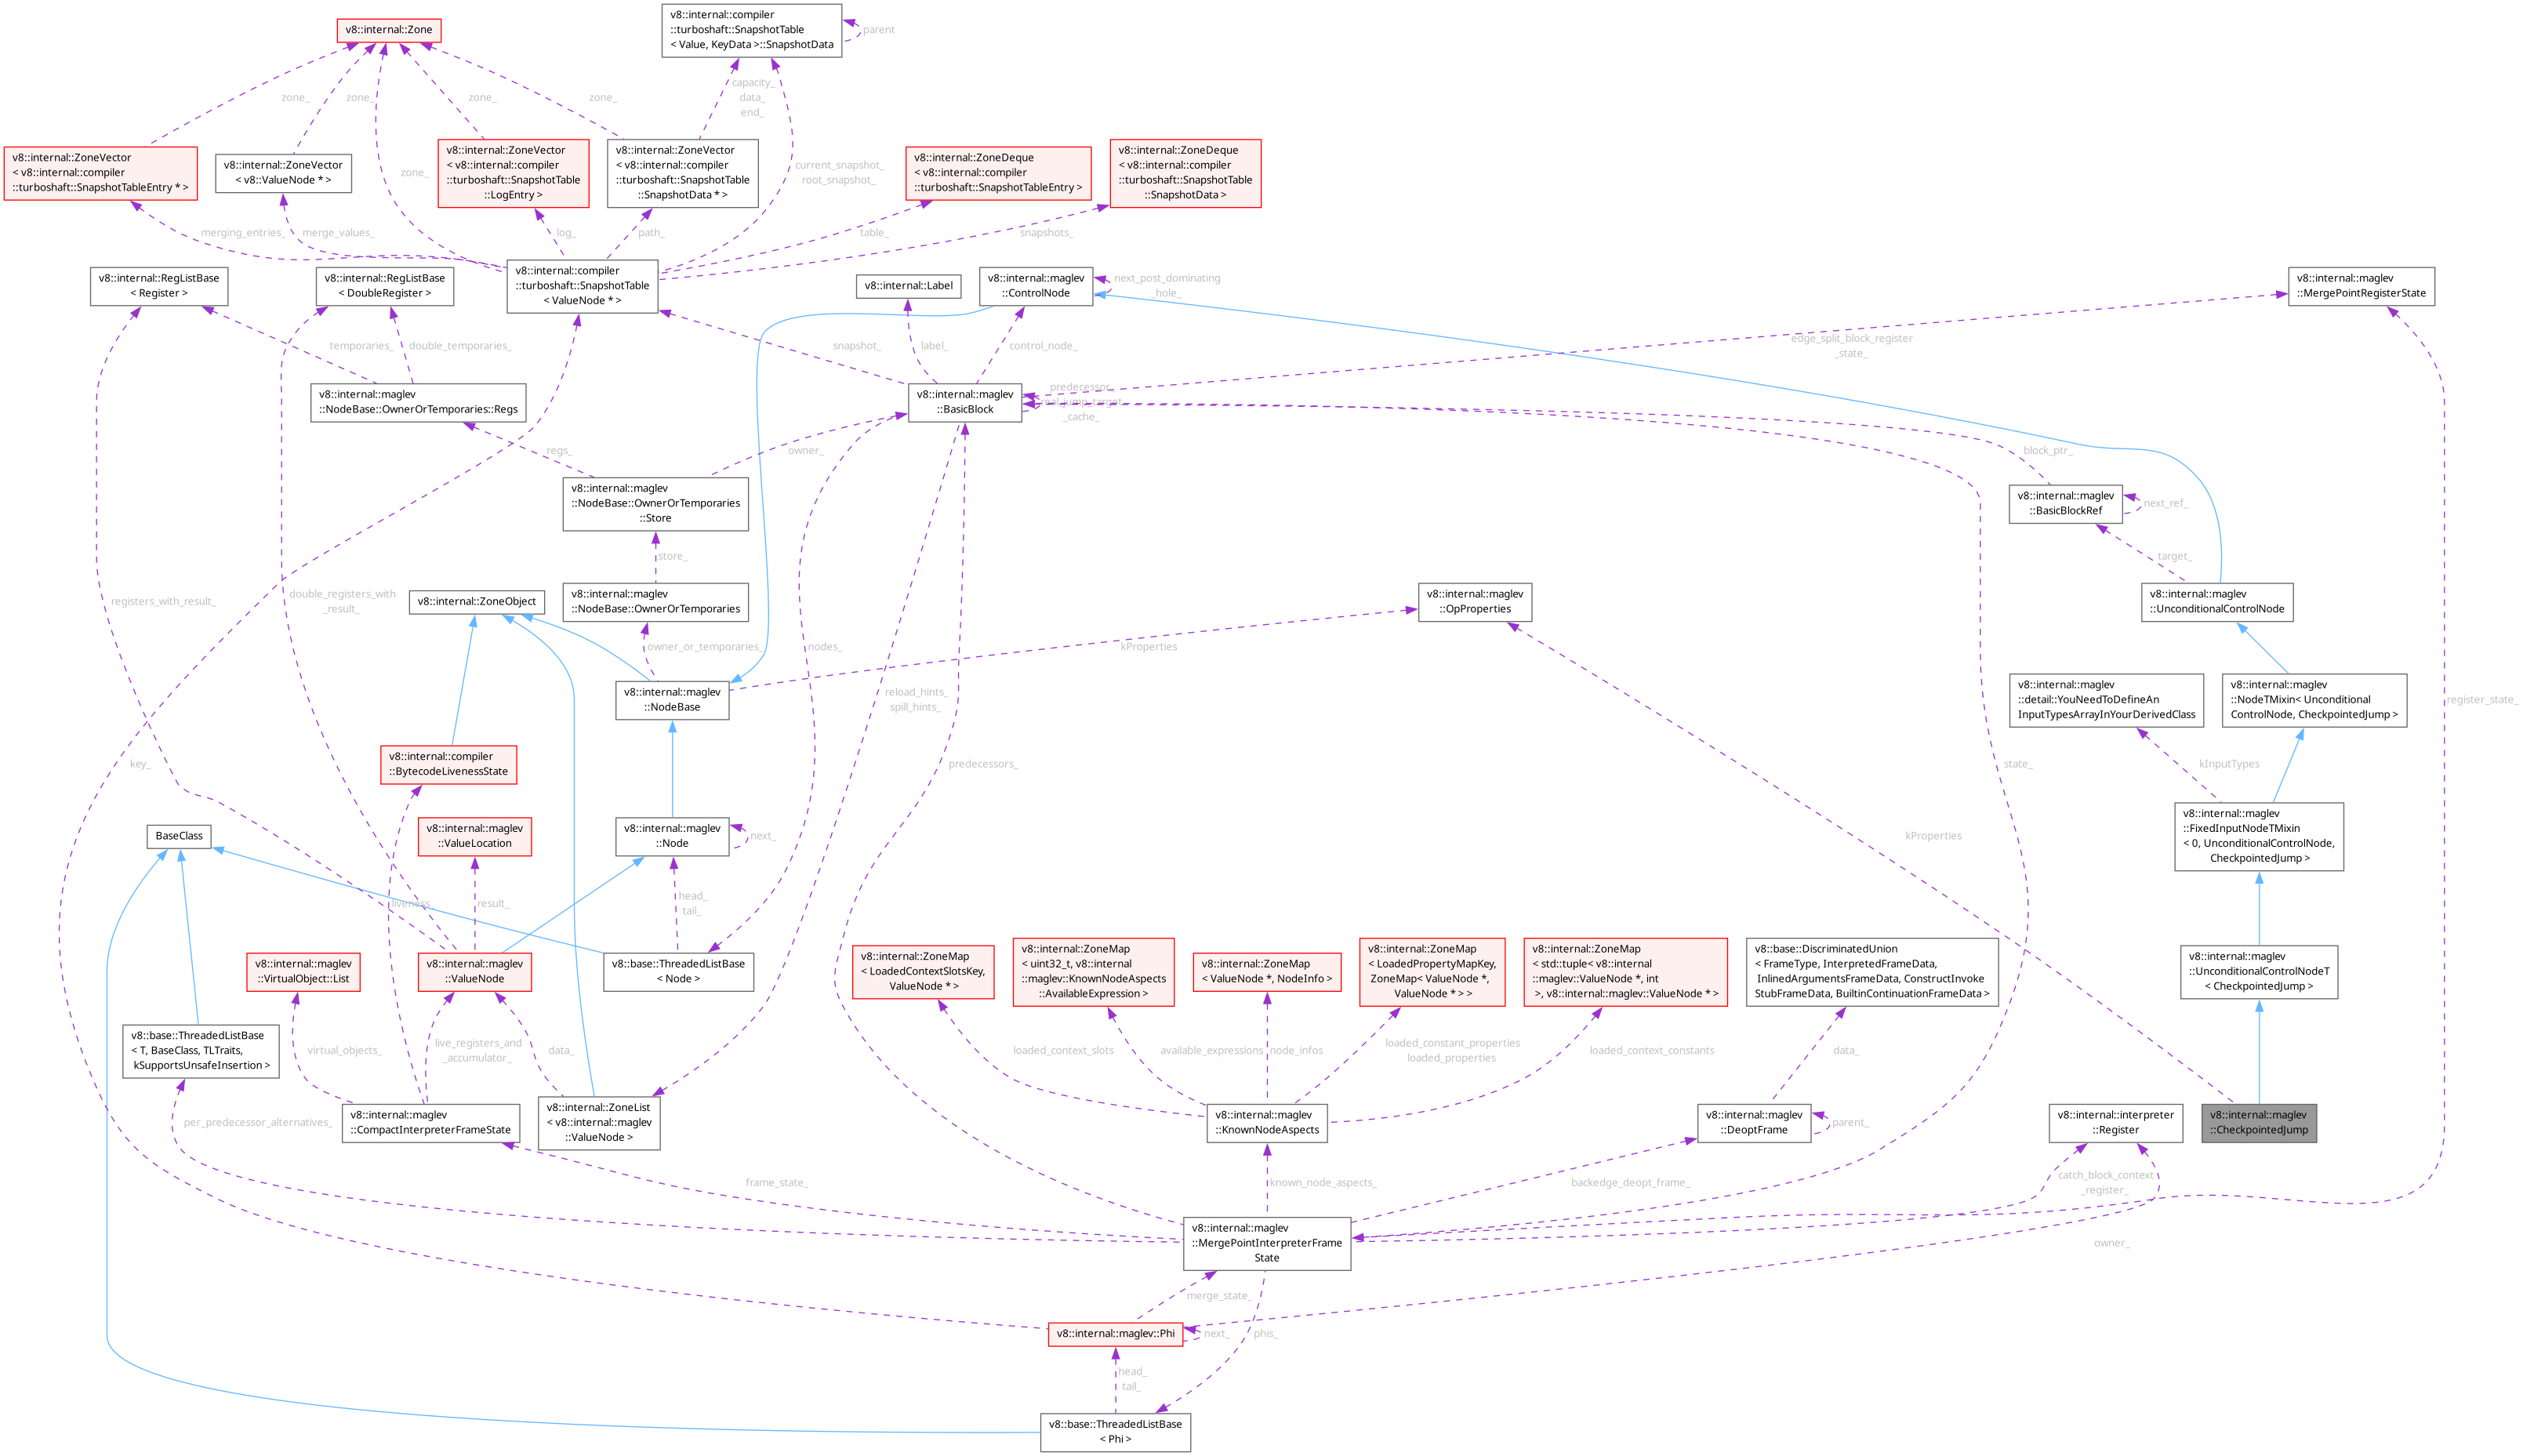 v8::internal::compiler
::turboshaft::SnapshotTable
< Value, KeyData >::SnapshotData
parent
v8::internal::Zone
zone_
zone_
zone_
zone_
capacity_
data_
end_
v8::internal::ZoneVector
< v8::internal::compiler
::turboshaft::SnapshotTableEntry * >
v8::internal::ZoneVector
< v8::ValueNode * >
zone_
v8::internal::ZoneVector
< v8::internal::compiler
::turboshaft::SnapshotTable
::LogEntry >
v8::internal::ZoneVector
< v8::internal::compiler
::turboshaft::SnapshotTable
::SnapshotData * >
current_snapshot_
root_snapshot_
v8::internal::ZoneDeque
< v8::internal::compiler
::turboshaft::SnapshotTableEntry >
v8::internal::ZoneDeque
< v8::internal::compiler
::turboshaft::SnapshotTable
::SnapshotData >
merging_entries_
merge_values_
log_
path_
table_
snapshots_
v8::internal::RegListBase
< Register >
v8::internal::RegListBase
< DoubleRegister >
v8::internal::compiler
::turboshaft::SnapshotTable
< ValueNode * >
v8::internal::Label
v8::internal::maglev
::ControlNode
next_post_dominating
_hole_
v8::internal::maglev
::MergePointRegisterState
temporaries_
double_temporaries_
snapshot_
label_
control_node_
edge_split_block_register
_state_
v8::internal::maglev
::NodeBase::OwnerOrTemporaries::Regs
v8::internal::maglev
::BasicBlock
predecessor_
real_jump_target
_cache_
regs_
owner_
block_ptr_
v8::internal::maglev
::NodeBase::OwnerOrTemporaries
::Store
v8::internal::maglev
::BasicBlockRef
next_ref_
store_
target_
registers_with_result_
double_registers_with
_result_
v8::internal::ZoneObject
v8::internal::maglev
::NodeBase::OwnerOrTemporaries
v8::internal::maglev
::OpProperties
v8::internal::maglev
::UnconditionalControlNode
owner_or_temporaries_
nodes_
kProperties
v8::internal::maglev
::NodeBase
reload_hints_
spill_hints_
v8::internal::maglev
::detail::YouNeedToDefineAn
InputTypesArrayInYourDerivedClass
v8::internal::maglev
::NodeTMixin< Unconditional
ControlNode, CheckpointedJump >
register_state_
key_
v8::internal::compiler
::BytecodeLivenessState
predecessors_
state_
kInputTypes
BaseClass
v8::internal::maglev
::ValueLocation
v8::internal::maglev
::Node
next_
kProperties
v8::internal::maglev
::FixedInputNodeTMixin
< 0, UnconditionalControlNode,
CheckpointedJump >
liveness_
result_
head_
tail_
v8::internal::maglev
::VirtualObject::List
v8::internal::maglev
::ValueNode
v8::base::ThreadedListBase
< Node >
v8::internal::ZoneMap
< LoadedContextSlotsKey,
ValueNode * >
v8::internal::ZoneMap
< uint32_t, v8::internal
::maglev::KnownNodeAspects
::AvailableExpression >
v8::internal::ZoneMap
< ValueNode *, NodeInfo >
v8::internal::ZoneMap
< LoadedPropertyMapKey,
ZoneMap< ValueNode *,
ValueNode * > >
v8::internal::ZoneMap
< std::tuple< v8::internal
::maglev::ValueNode *, int
>, v8::internal::maglev::ValueNode * >
v8::base::DiscriminatedUnion
< FrameType, InterpretedFrameData,
InlinedArgumentsFrameData, ConstructInvoke
StubFrameData, BuiltinContinuationFrameData >
v8::internal::maglev
::UnconditionalControlNodeT
< CheckpointedJump >
v8::base::ThreadedListBase
< T, BaseClass, TLTraits,
kSupportsUnsafeInsertion >
virtual_objects_
live_registers_and
_accumulator_
data_
loaded_context_slots
available_expressions
node_infos
loaded_constant_properties
loaded_properties
loaded_context_constants
data_
per_predecessor_alternatives_
v8::internal::maglev
::CompactInterpreterFrameState
v8::internal::ZoneList
< v8::internal::maglev
::ValueNode >
v8::internal::maglev
::KnownNodeAspects
v8::internal::maglev
::DeoptFrame
parent_
v8::internal::interpreter
::Register
v8::internal::maglev
::CheckpointedJump
frame_state_
known_node_aspects_
backedge_deopt_frame_
catch_block_context
_register_
v8::internal::maglev
::MergePointInterpreterFrame
State
owner_
merge_state_
v8::internal::maglev::Phi
next_
phis_
head_
tail_
v8::base::ThreadedListBase
< Phi >